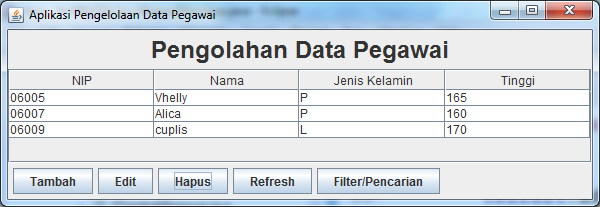 Aplikasi Pengelolaan Data Pegawai
Pengolahan Data Pegawai
NIP Nama Jenis Kelamin Tinggi
06005 Vhelly P 165
06007 Alica P 160
06009 cuplis L 170
Tambah Edit Hapus Refresh Filter/Pencarian